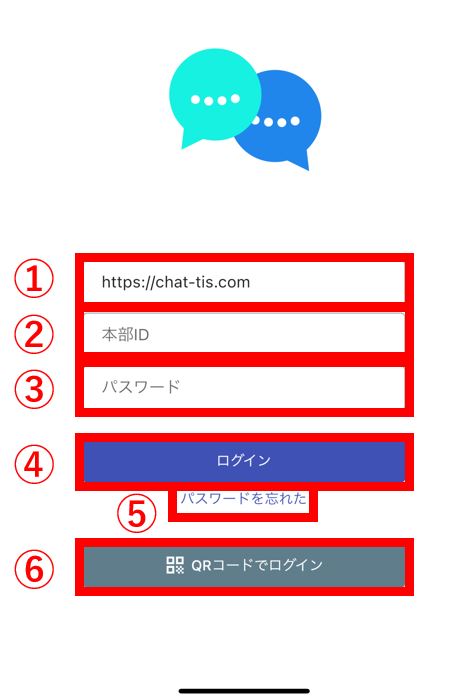 ①
https://chat-tis.com
②
本部ID
③
パスワード
④
ログイン
⑤
パスワードを忘れた
⑥
QRコードでログイン